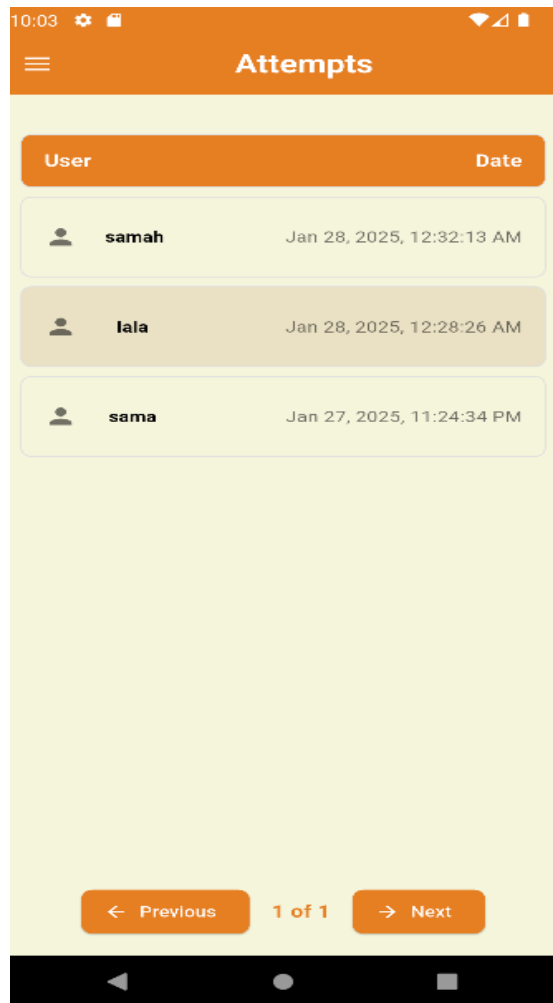 10:03
Attempts
User Date
samah Jan 28, 2025, 12:32:13 AM
lala Jan 28, 2025, 12:28:26 AM
sama Jan 27, 2025, 11:24:34 PM
← Previous 1 of 1 → Next